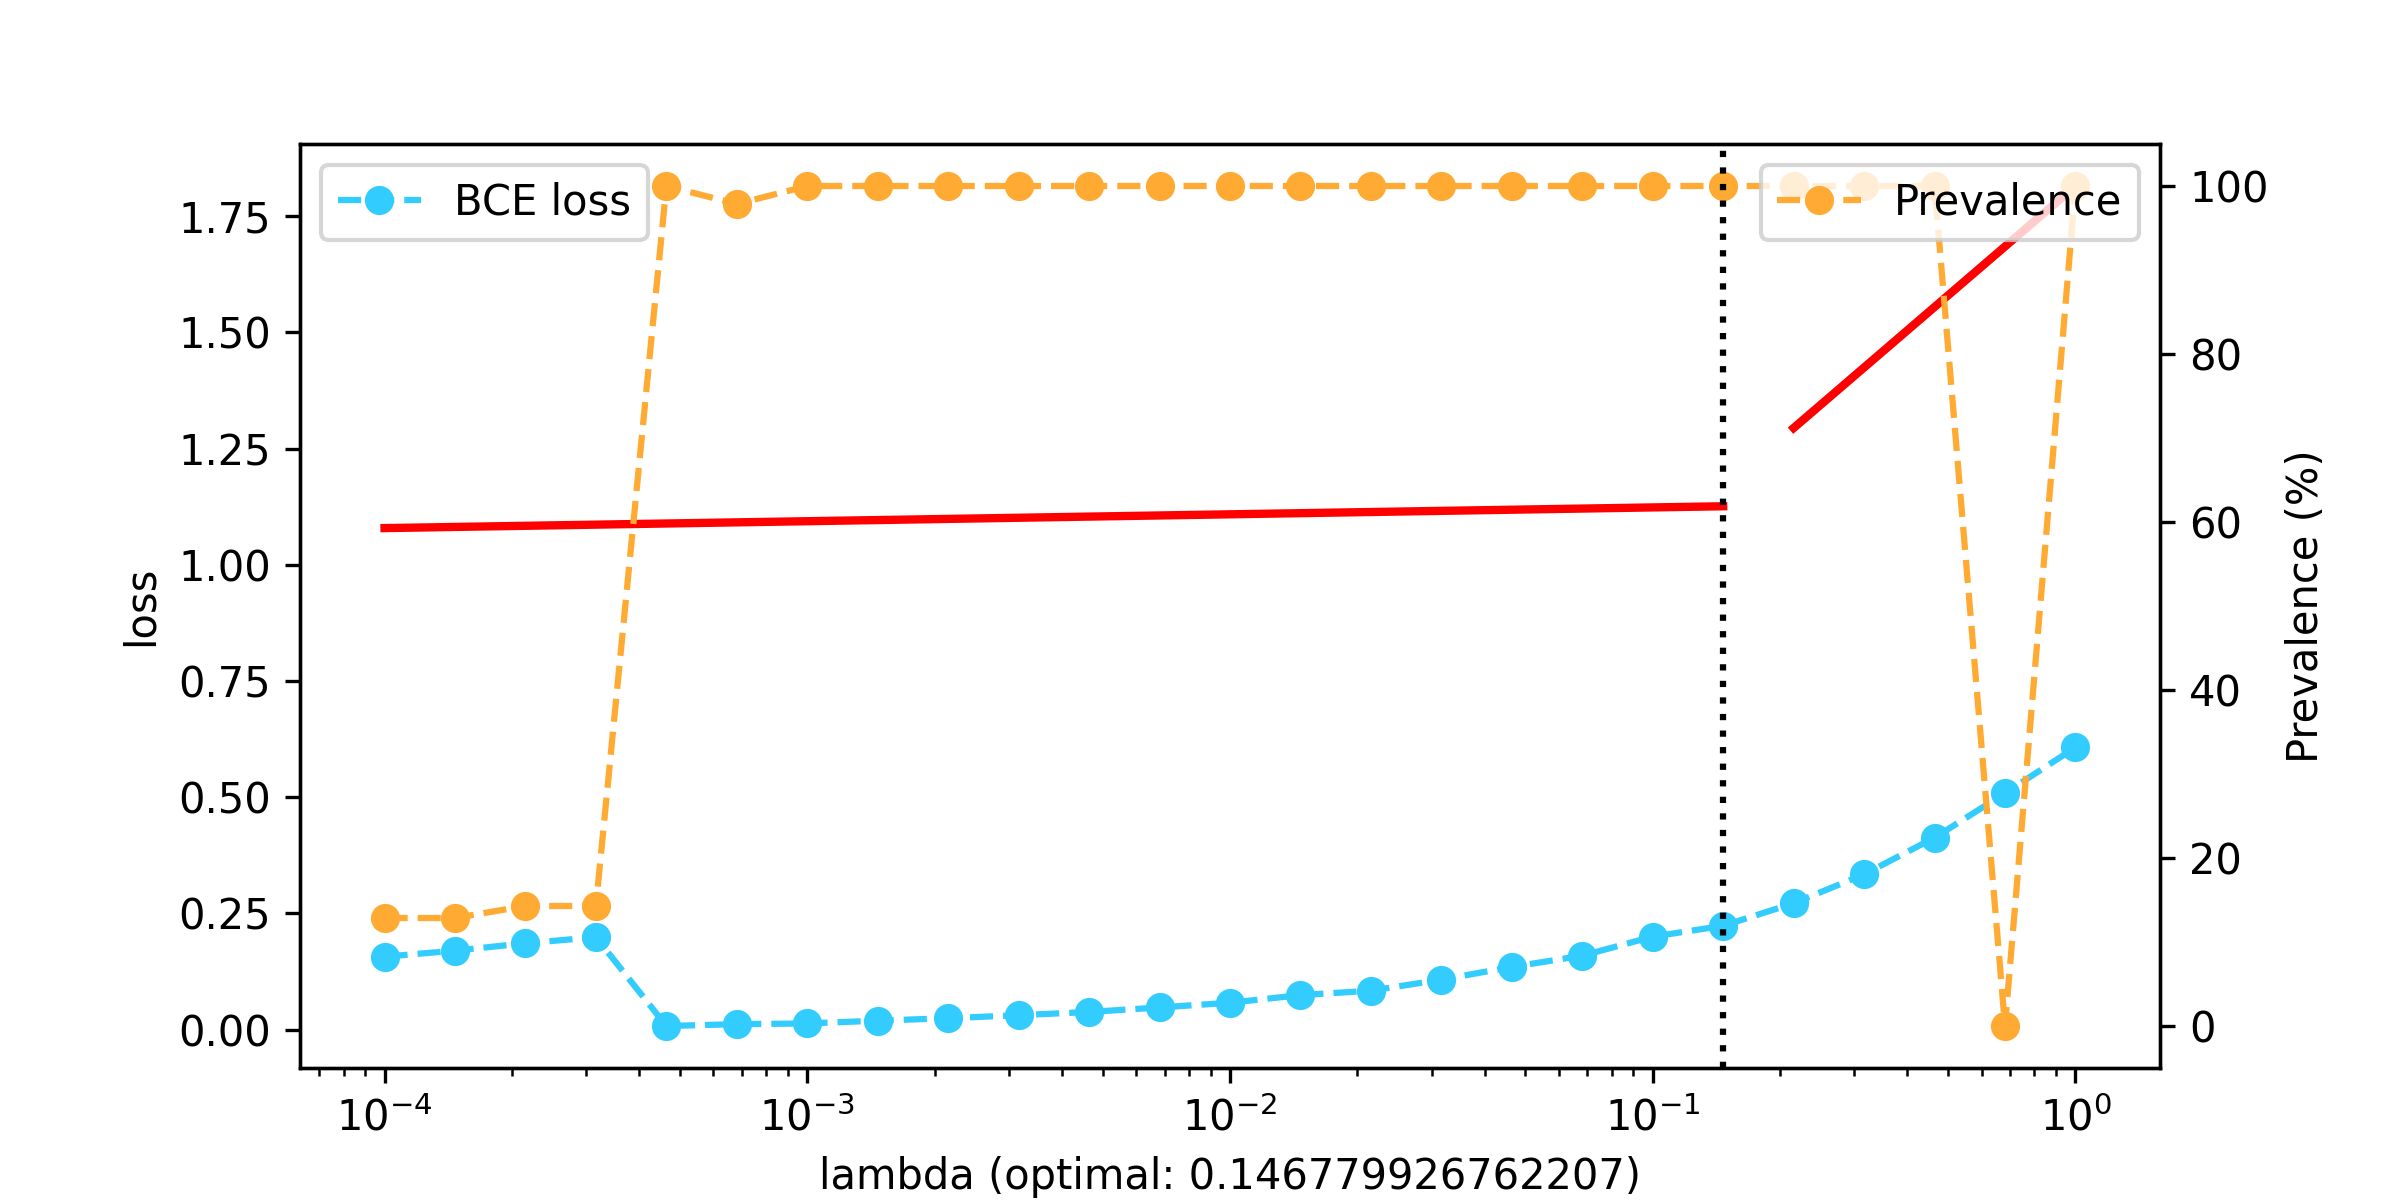 BCE loss
Prevalence
1.75
1.50
1.25
1.00
0.75
0.50
0.25
0.00
loss
100
80
60
40
20
0
Prevalence (%)
10⁻⁴ 10⁻³ 10⁻² 10⁻¹ 10⁰
lambda (optimal: 0.146779926762207)